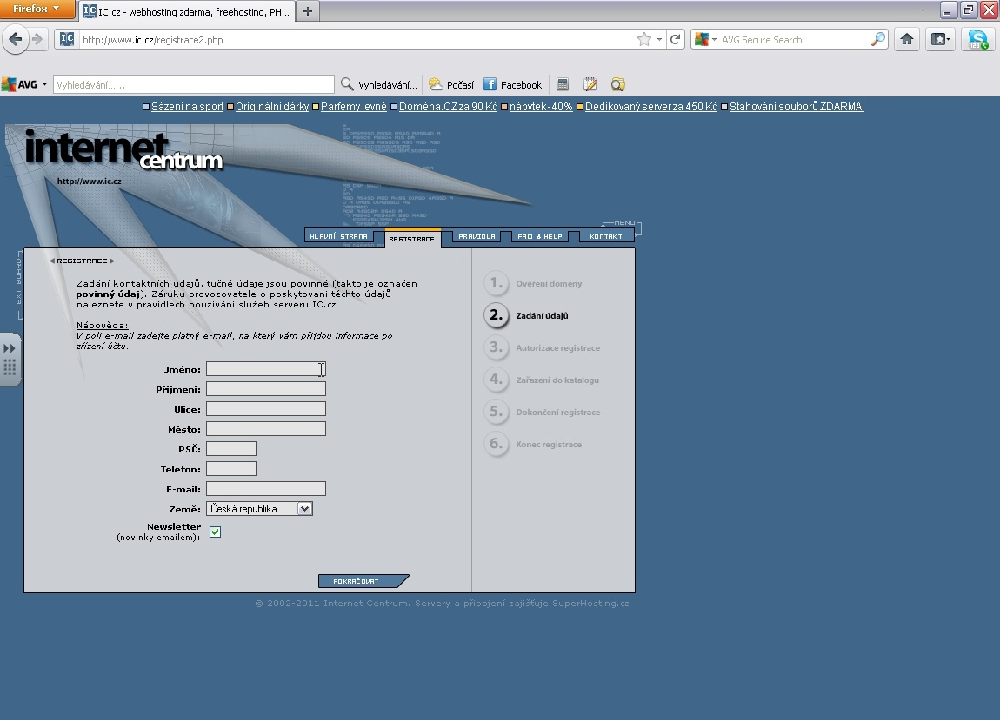 Firefox
IC.cz - webhosting zdarma, freehosting, PH...
http://www.ic.cz/registrace2.php
AVG Secure Search
AVG
Vyhledávání......
Vyhledávání...
Počasí
Facebook
Sázení na sport Originální dárky Parfémy levně Doména.CZ za 90 Kč nábytek -40% Dedikovaný server za 450 Kč Stahování souborů ZDARMA!
internet
centrum
http://www.ic.cz
MENU
HLAVNÍ STRANA REGISTRACE PRAVIDLA FAQ & HELP KONTAKT
TEXT BOARD
REGISTRACE
Zadání kontaktních údajů, tučné údaje jsou povinné (takto je označen
povinný údaj). Záruku provozovatele o poskytovani těchto údajů
naleznete v pravidlech používání služeb serveru IC.cz
Nápověda:
V poli e-mail zadejte platný e-mail, na který vám přijdou informace po
zřízení účtu.
Jméno:
Příjmení:
Ulice:
Město:
PSČ:
Telefon:
E-mail:
Země: Česká republika
Newsletter
(novinky emailem):
POKRAČOVAT
1. Ověření domény
2. Zadání údajů
3. Autorizace registrace
4. Zařazení do katalogu
5. Dokončení registrace
6. Konec registrace
© 2002-2011 Internet Centrum. Servery a připojení zajišťuje SuperHosting.cz